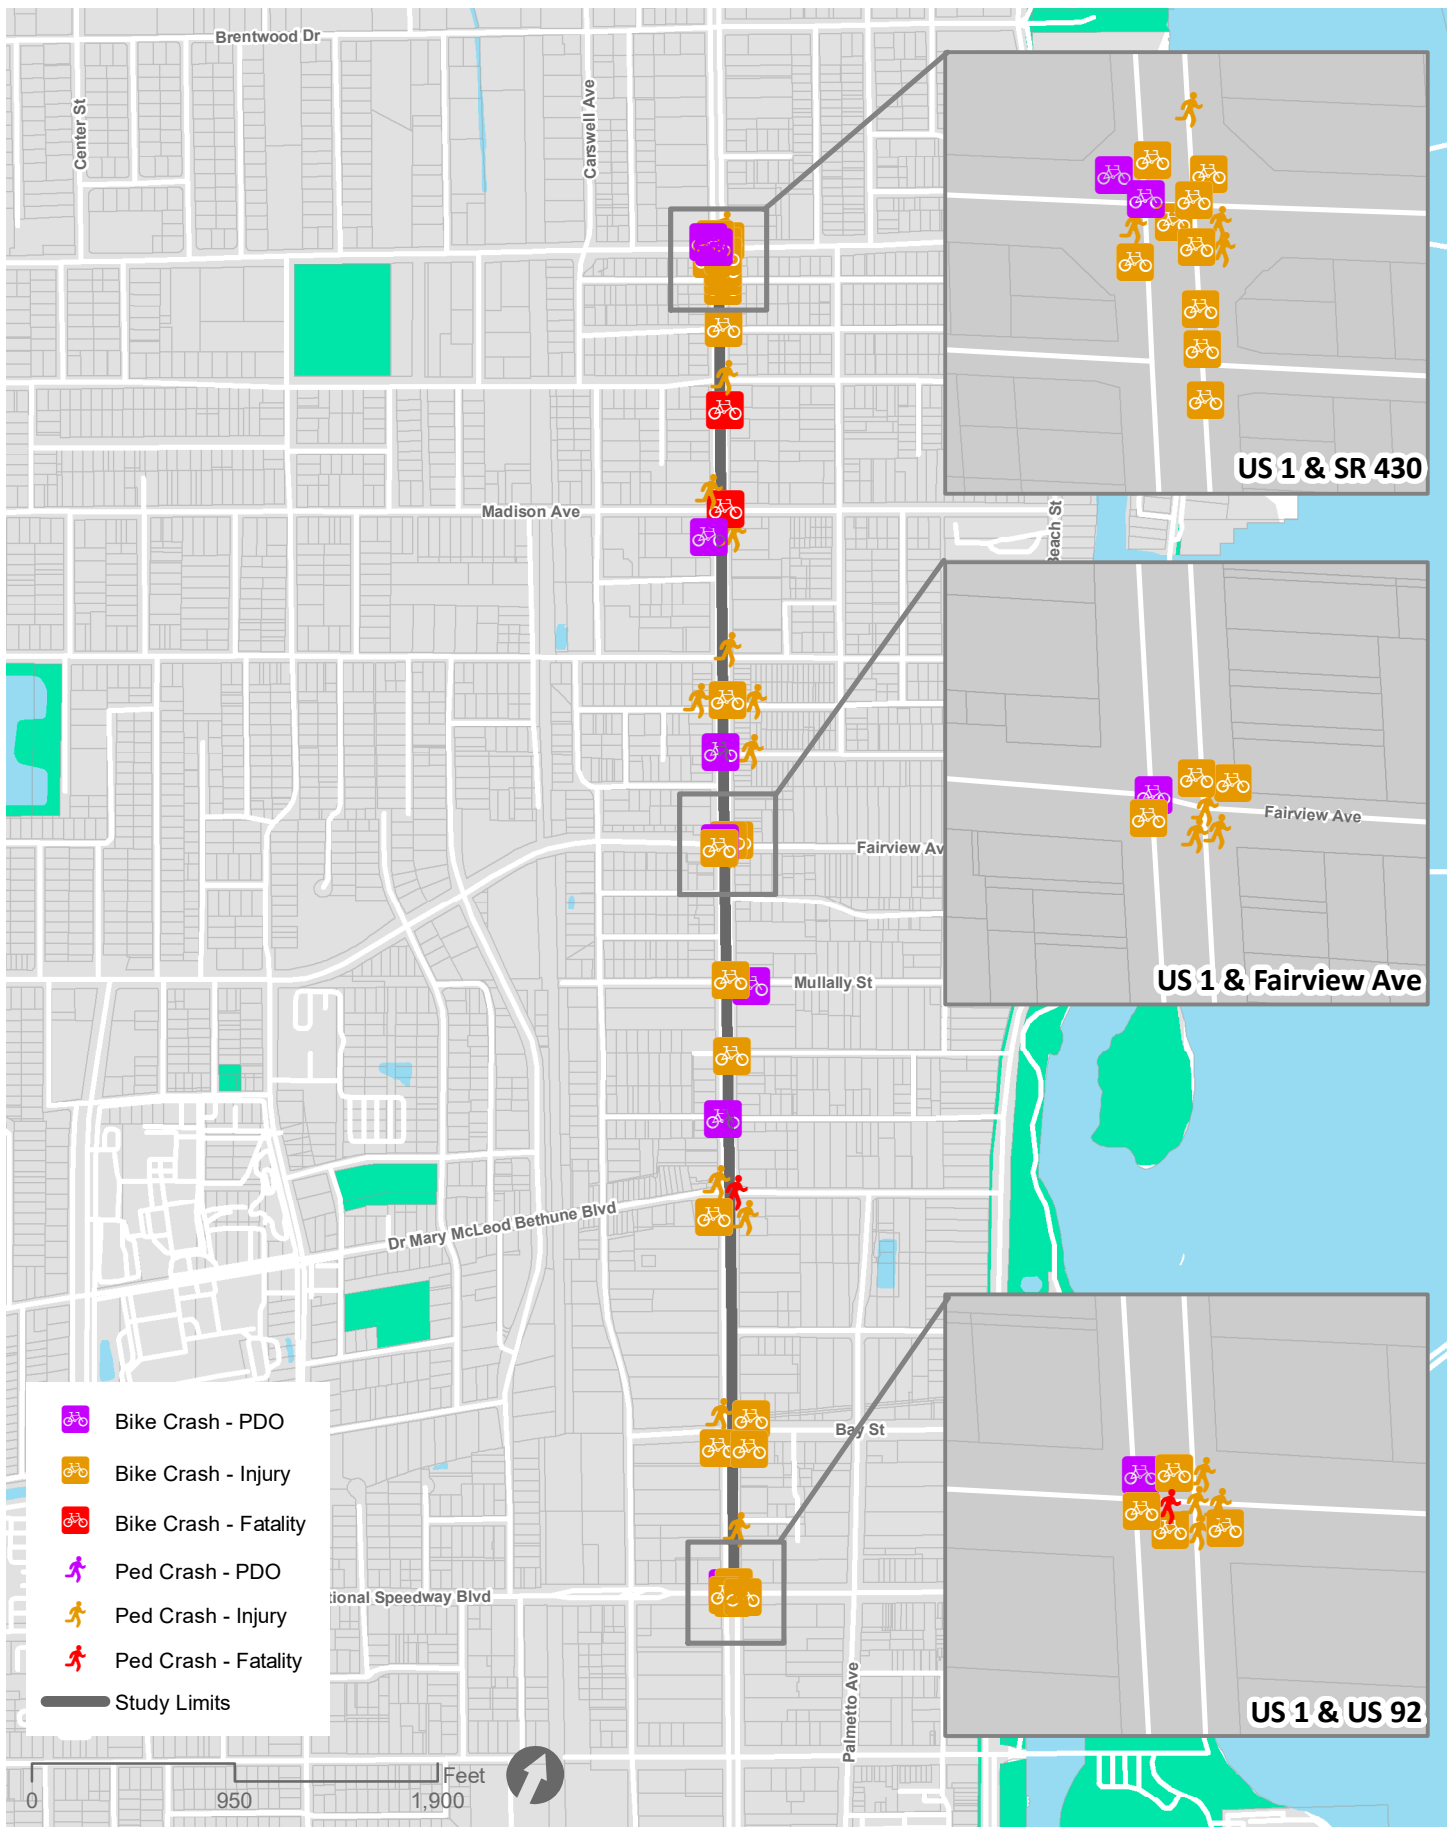 Brentwood Dr
Center St
Carswell Ave
US 1 & SR 430
Madison Ave
Beach St
Fairview Ave
Fairview Av
US 1 & Fairview Ave
Mullally St
Dr Mary McLeod Bethune Blvd
Bay St
Bike Crash - PDO
Bike Crash - Injury
Bike Crash - Fatality
Ped Crash - PDO
Ped Crash - Injury
Ped Crash - Fatality
Study Limits
tional Speedway Blvd
Palmetto Ave
US 1 & US 92
Feet
0 950 1,900